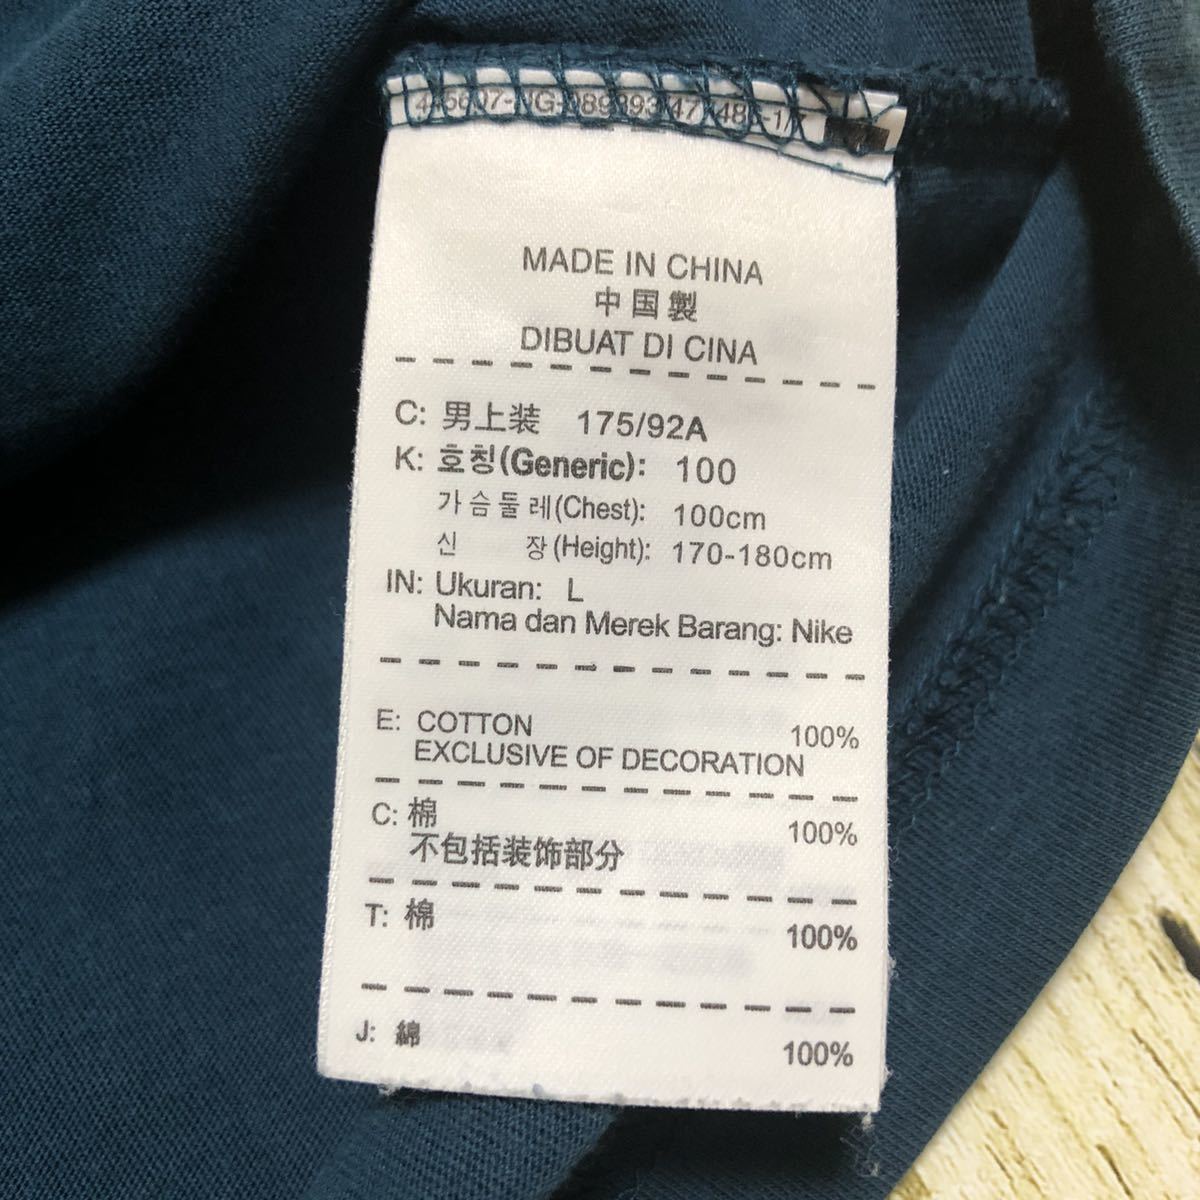 MADE IN CHINA
中国製
DIBUAT DI CINA
C: 男上装 175/92A
K: 호칭(Generic): 100
가슴둘레(Chest): 100cm
신 장(Height): 170-180cm
IN: Ukuran: L
Nama dan Merek Barang: Nike
E: COTTON 100%
EXCLUSIVE OF DECORATION
C: 棉 100%
不包括装饰部分
T: 棉 100%
J: 綿 100%